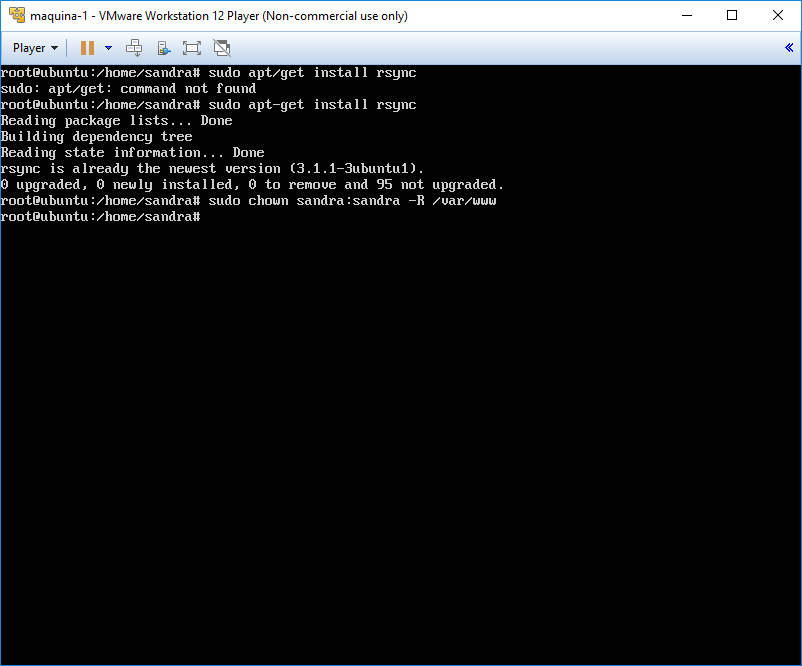 maquina-1 - VMware Workstation 12 Player (Non-commercial use only)
Player
root@ubuntu:/home/sandra# sudo apt/get install rsync
sudo: apt/get: command not found
root@ubuntu:/home/sandra# sudo apt-get install rsync
Reading package lists... Done
Building dependency tree
Reading state information... Done
rsync is already the newest version (3.1.1-3ubuntu1).
0 upgraded, 0 newly installed, 0 to remove and 95 not upgraded.
root@ubuntu:/home/sandra# sudo chown sandra:sandra -R /var/www
root@ubuntu:/home/sandra#